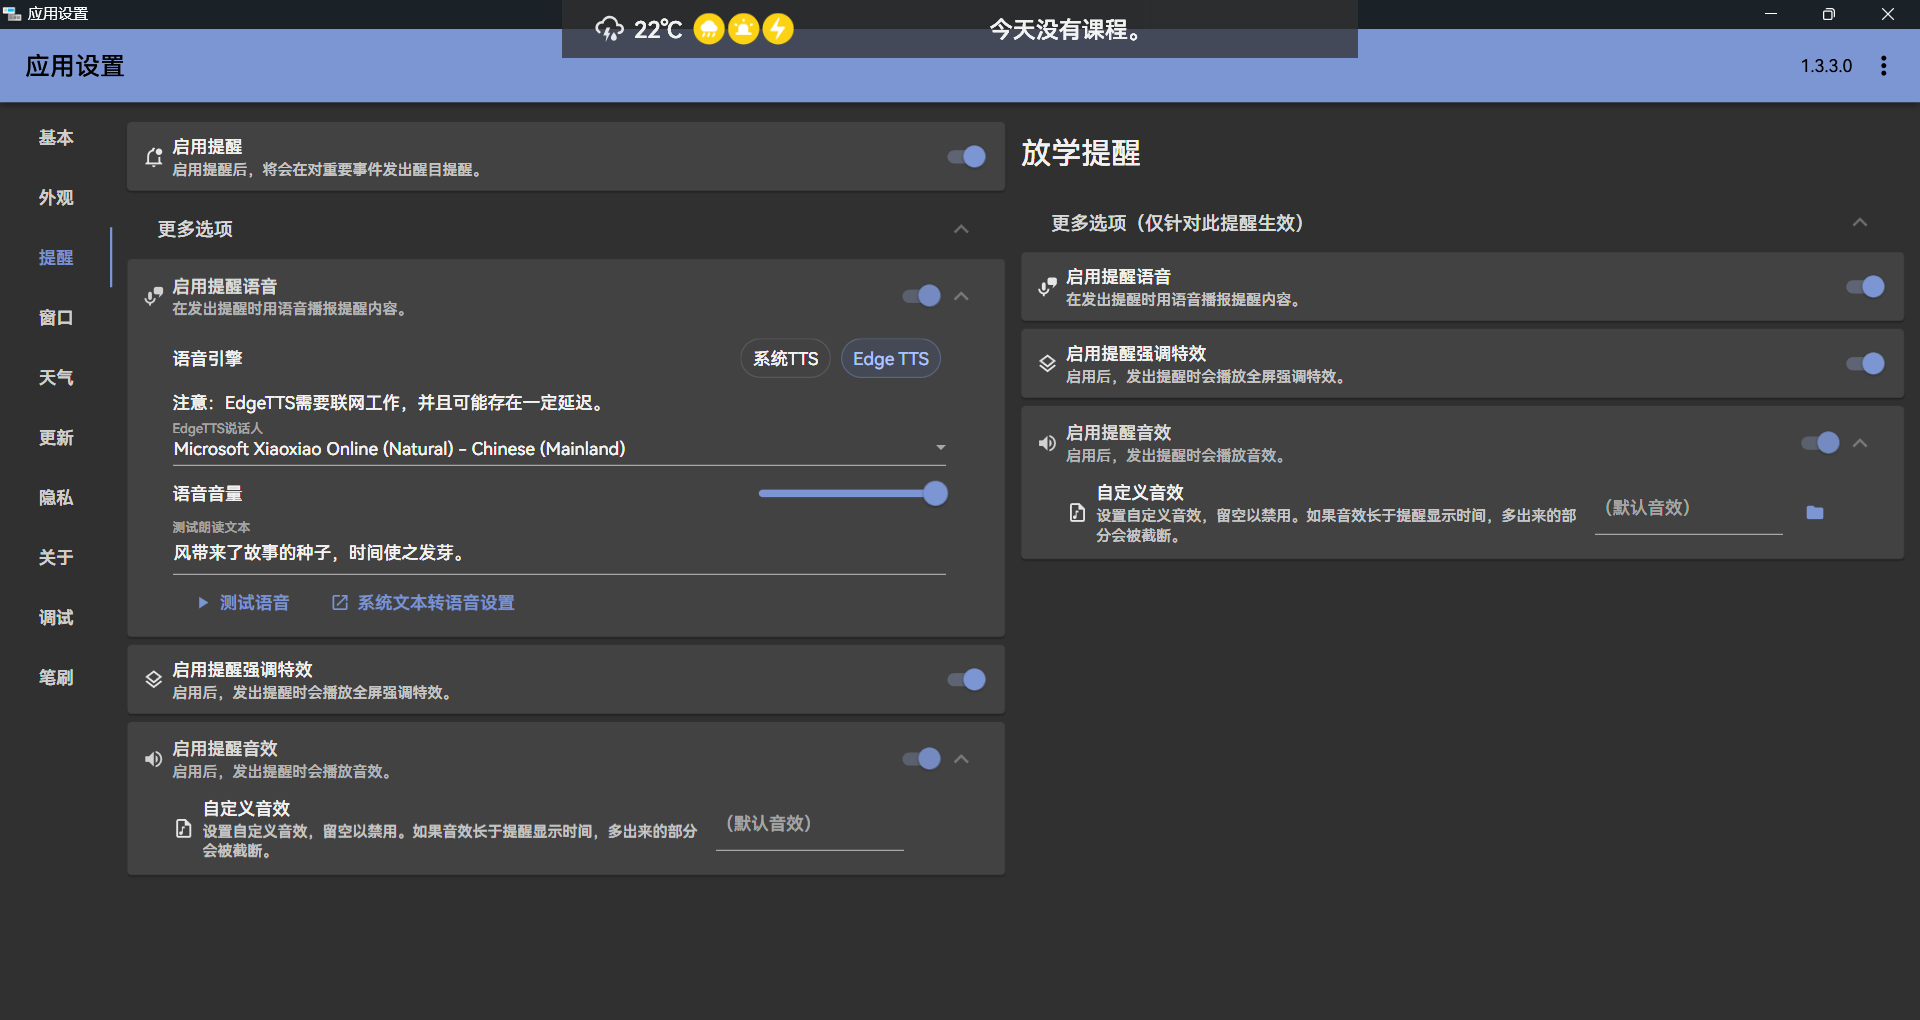 应用设置
22℃
今天没有课程。
应用设置
1.3.3.0
基本
外观
提醒
窗口
天气
更新
隐私
关于
调试
笔刷
启用提醒
启用提醒后，将会在对重要事件发出醒目提醒。
更多选项
启用提醒语音
在发出提醒时用语音播报提醒内容。
语音引擎
系统TTS
Edge TTS
注意：EdgeTTS需要联网工作，并且可能存在一定延迟。
EdgeTTS说话人
Microsoft Xiaoxiao Online (Natural) - Chinese (Mainland)
语音音量
测试朗读文本
风带来了故事的种子，时间使之发芽。
测试语音
系统文本转语音设置
启用提醒强调特效
启用后，发出提醒时会播放全屏强调特效。
启用提醒音效
启用后，发出提醒时会播放音效。
自定义音效
设置自定义音效，留空以禁用。如果音效长于提醒显示时间，多出来的部分
会被截断。
（默认音效）
放学提醒
更多选项（仅针对此提醒生效）
启用提醒语音
在发出提醒时用语音播报提醒内容。
启用提醒强调特效
启用后，发出提醒时会播放全屏强调特效。
启用提醒音效
启用后，发出提醒时会播放音效。
自定义音效
设置自定义音效，留空以禁用。如果音效长于提醒显示时间，多出来的部
分会被截断。
（默认音效）